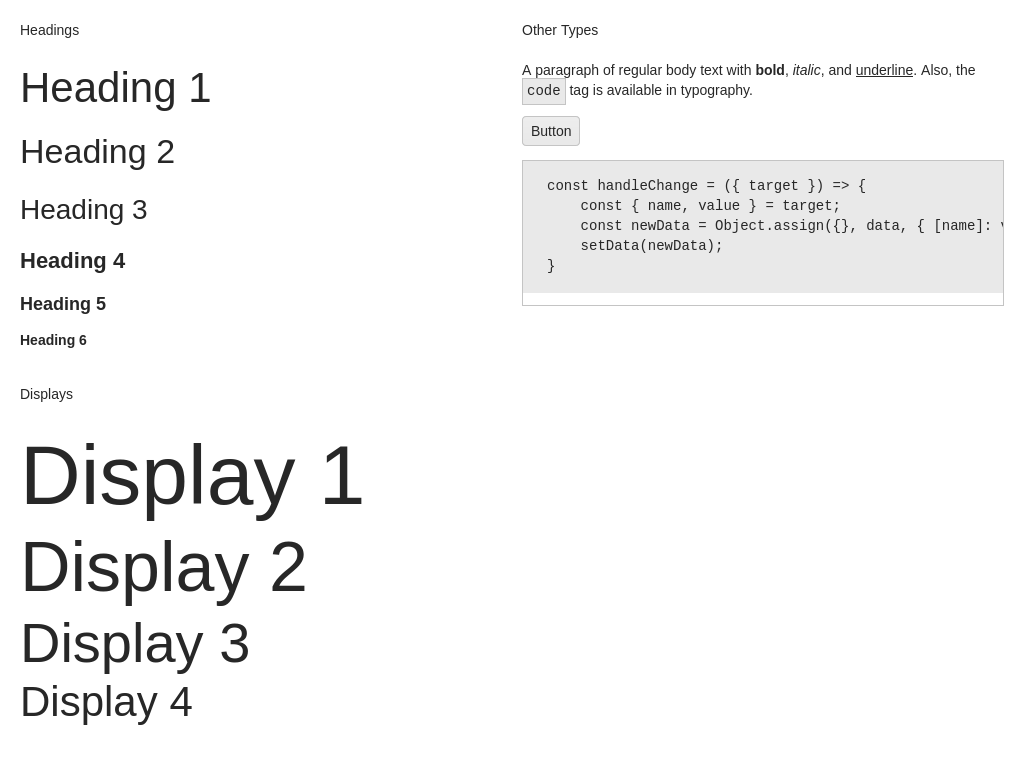 Headings
Heading 1
Heading 2
Heading 3
Heading 4
Heading 5
Heading 6
Displays
Display 1
Display 2
Display 3
Display 4
Other Types
A paragraph of regular body text with bold, italic, and underline. Also, the
code tag is available in typography.
Button
const handleChange = ({ target }) => {
    const { name, value } = target;
    const newData = Object.assign({}, data, { [name]:
    setData(newData);
}